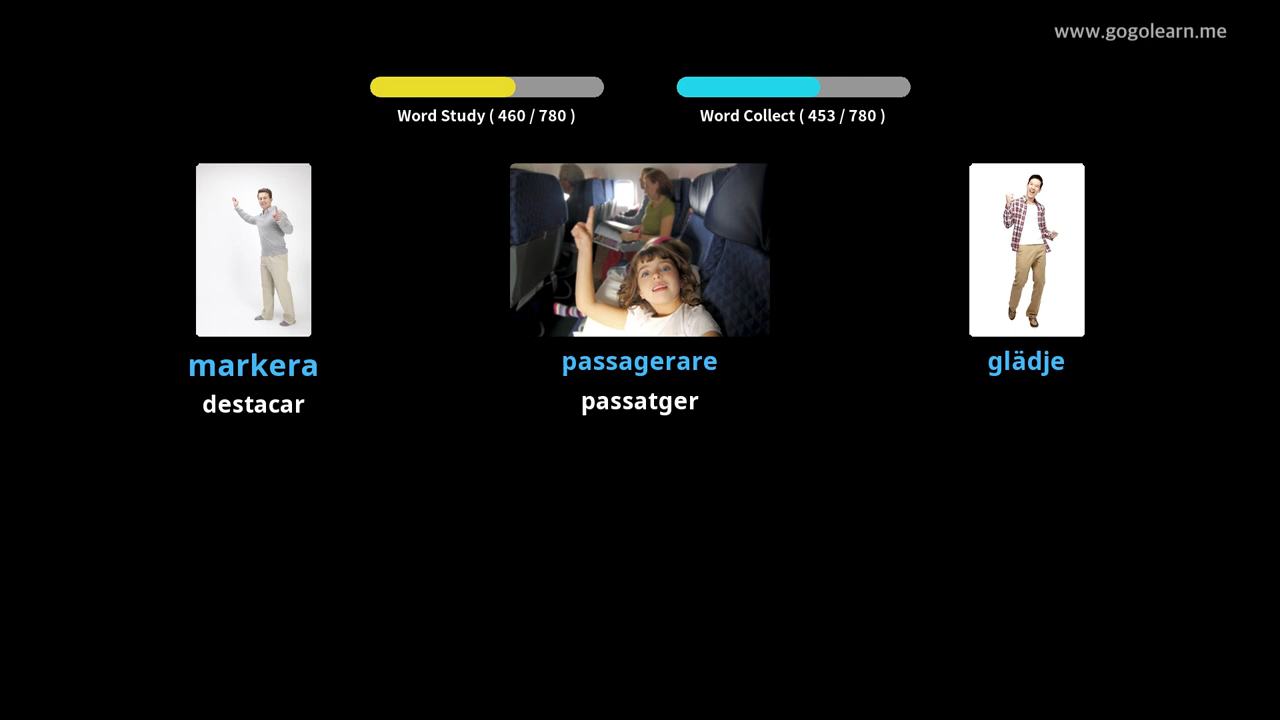 www.gogolearn.me
Word Study ( 460 / 780 )
Word Collect ( 453 / 780 )
markera
destacar
passagerare
passatger
glädje